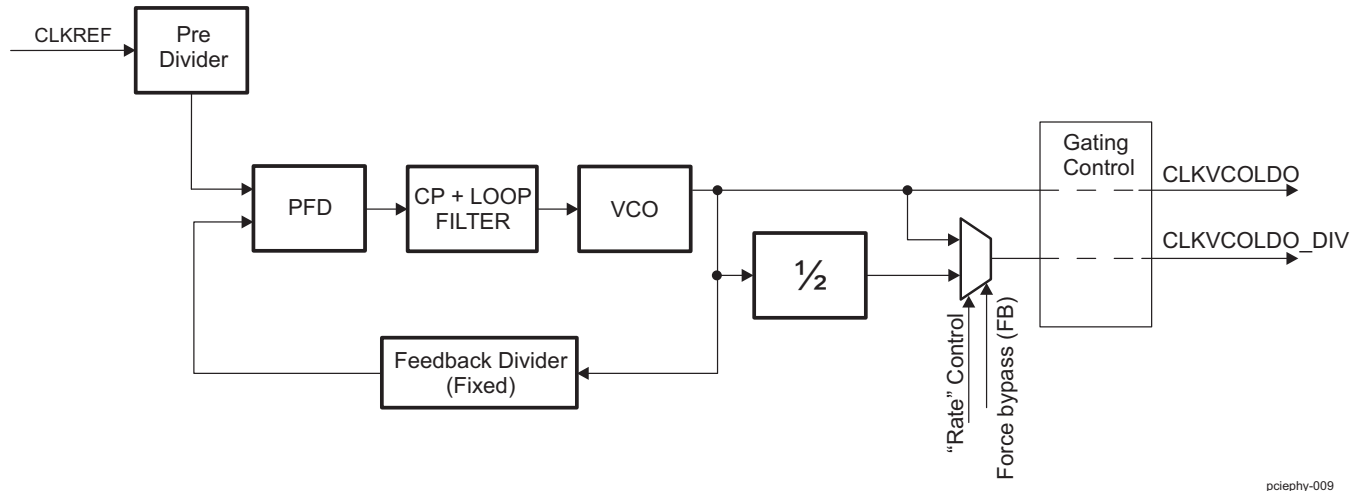 CLKREF
Pre
Divider
PFD
CP + LOOP
FILTER
VCO
Gating
Control
CLKVCOLDO
CLKVCOLDO_DIV
½
Feedback Divider
(Fixed)
“Rate” Control
Force bypass (FB)
pciephy-009